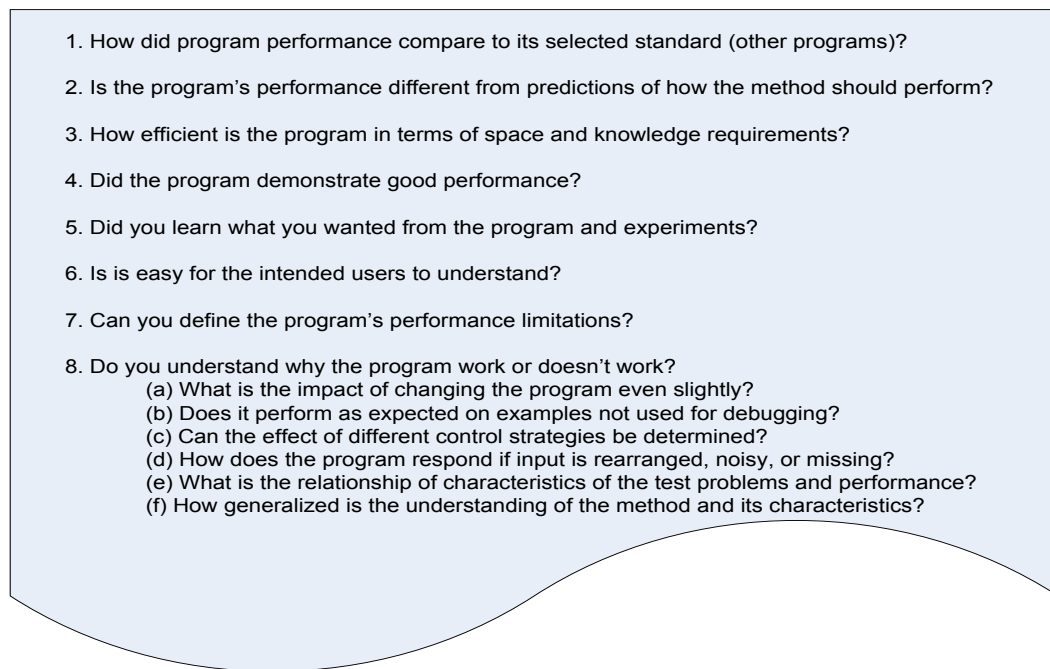 1. How did program performance compare to its selected standard (other programs)?
2. Is the program’s performance different from predictions of how the method should perform?
3. How efficient is the program in terms of space and knowledge requirements?
4. Did the program demonstrate good performance?
5. Did you learn what you wanted from the program and experiments?
6. Is is easy for the intended users to understand?
7. Can you define the program’s performance limitations?
8. Do you understand why the program work or doesn’t work?
(a) What is the impact of changing the program even slightly?
(b) Does it perform as expected on examples not used for debugging?
(c) Can the effect of different control strategies be determined?
(d) How does the program respond if input is rearranged, noisy, or missing?
(e) What is the relationship of characteristics of the test problems and performance?
(f) How generalized is the understanding of the method and its characteristics?